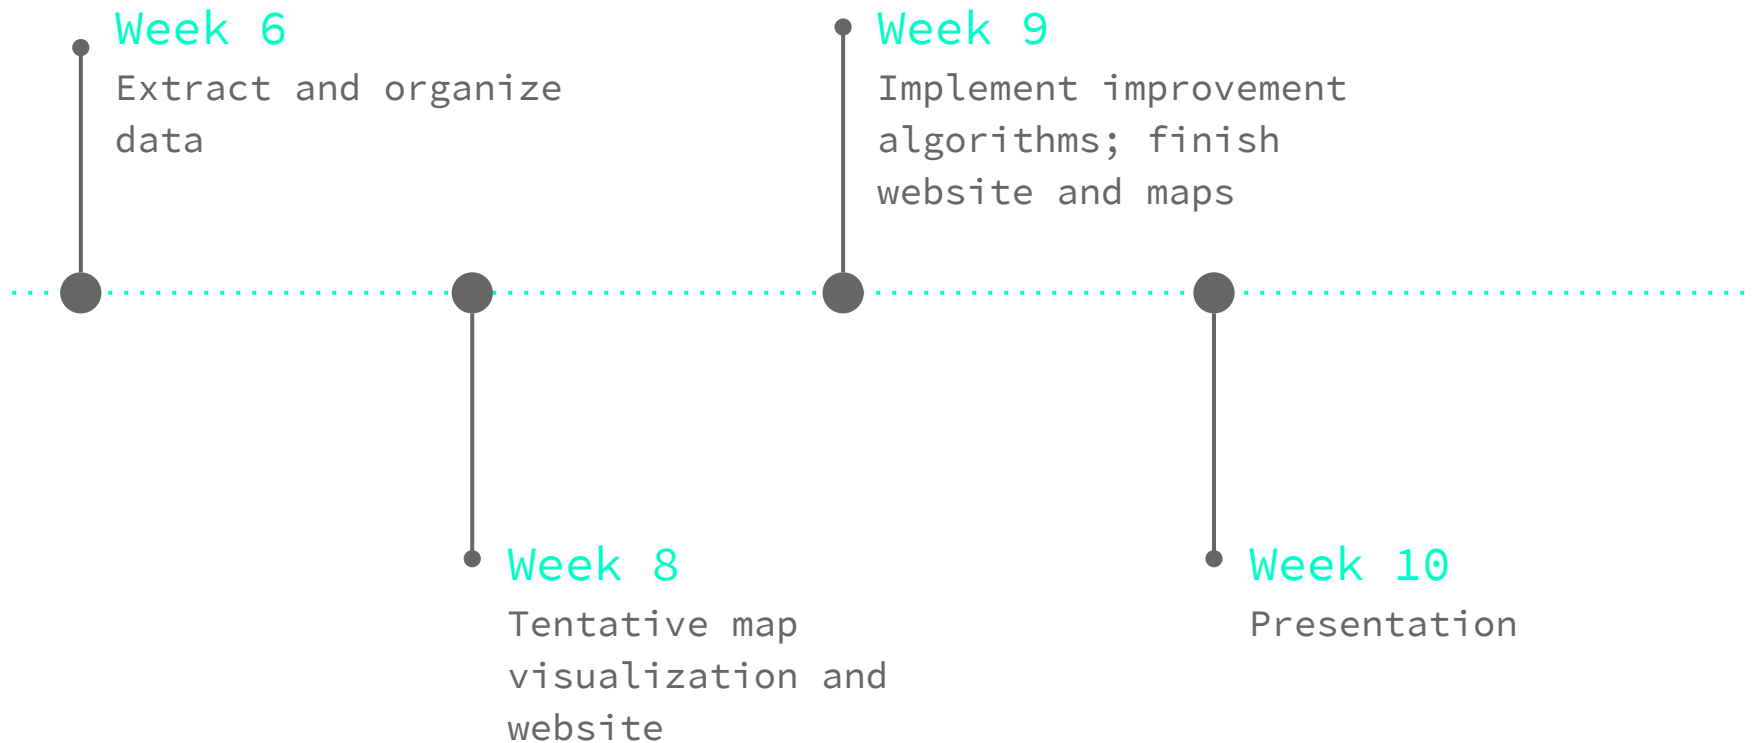 Week 6
Extract and organize
data
Week 8
Tentative map
visualization and
website
Week 9
Implement improvement
algorithms; finish
website and maps
Week 10
Presentation